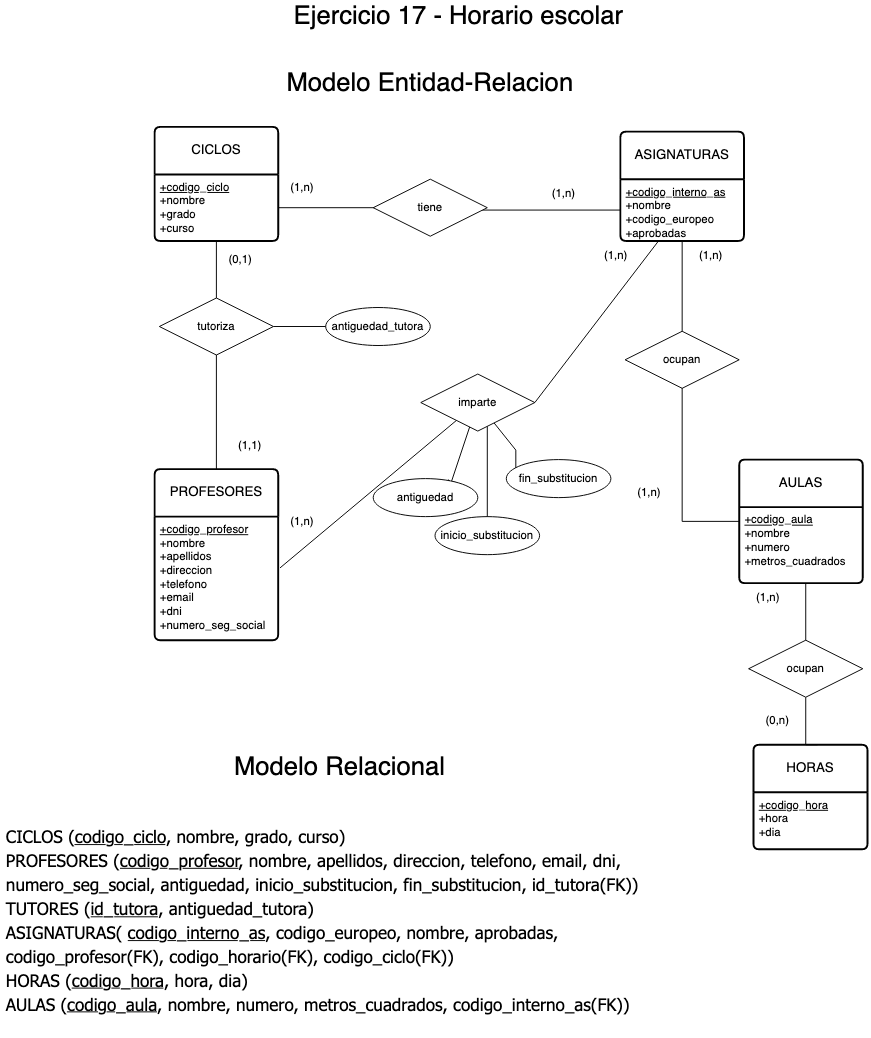 Ejercicio 17 - Horario escolar
Modelo Entidad-Relacion
CICLOS
+codigo_ciclo
+nombre
+grado
+curso
(1,n)
tiene
(1,n)
ASIGNATURAS
+codigo_interno_as
+nombre
+codigo_europeo
+aprobadas
(0,1)
(1,n)
(1,n)
tutoriza
antiguedad_tutora
ocupan
imparte
(1,1)
antiguedad
fin_substitucion
inicio_substitucion
(1,n)
(1,n)
PROFESORES
+codigo_profesor
+nombre
+apellidos
+direccion
+telefono
+email
+dni
+numero_seg_social
AULAS
+codigo_aula
+nombre
+numero
+metros_cuadrados
(1,n)
ocupan
(0,n)
HORAS
+codigo_hora
+hora
+dia
Modelo Relacional
CICLOS (codigo_ciclo, nombre, grado, curso)
PROFESORES (codigo_profesor, nombre, apellidos, direccion, telefono, email, dni,
numero_seg_social, antiguedad, inicio_substitucion, fin_substitucion, id_tutora(FK))
TUTORES (id_tutora, antiguedad_tutora)
ASIGNATURAS( codigo_interno_as, codigo_europeo, nombre, aprobadas,
codigo_profesor(FK), codigo_horario(FK), codigo_ciclo(FK))
HORAS (codigo_hora, hora, dia)
AULAS (codigo_aula, nombre, numero, metros_cuadrados, codigo_interno_as(FK))